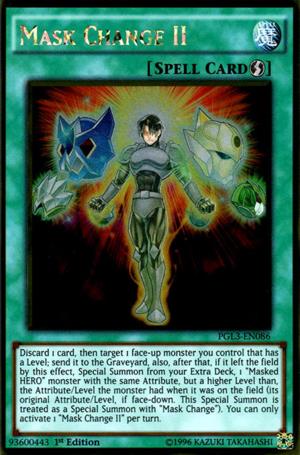 MASK CHANGE II
[SPELL CARD]
PGL3-EN086
Discard 1 card, then target 1 face-up monster you control that has
a Level; send it to the Graveyard, also, after that, if it left the field
by this effect, Special Summon from your Extra Deck, 1 "Masked
HERO" monster with the same Attribute, but a higher Level than,
the Attribute/Level the monster had when it was on the field (its
original Attribute/Level, if face-down. This Special Summon is
treated as a Special Summon with "Mask Change"). You can only
activate 1 "Mask Change II" per turn.
93600443 1st Edition ©1996 KAZUKI TAKAHASHI